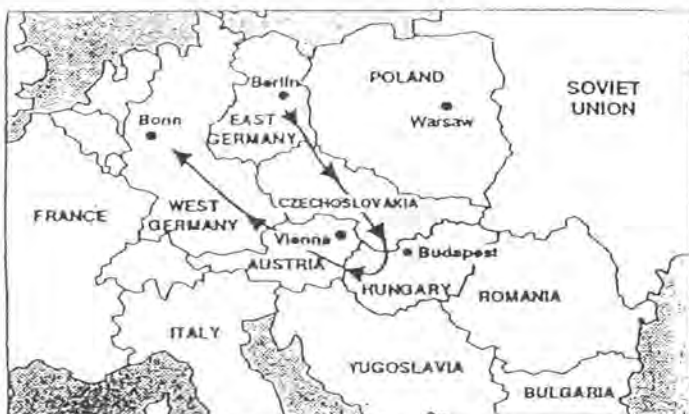 Berlin
POLAND
SOVIET
UNION
Bonn
EAST
GERMANY
Warsaw
CZECHOSLOVAKIA
FRANCE
WEST
GERMANY
Vienna
Budapest
AUSTRIA
HUNGARY
ROMANIA
ITALY
YUGOSLAVIA
BULGARIA